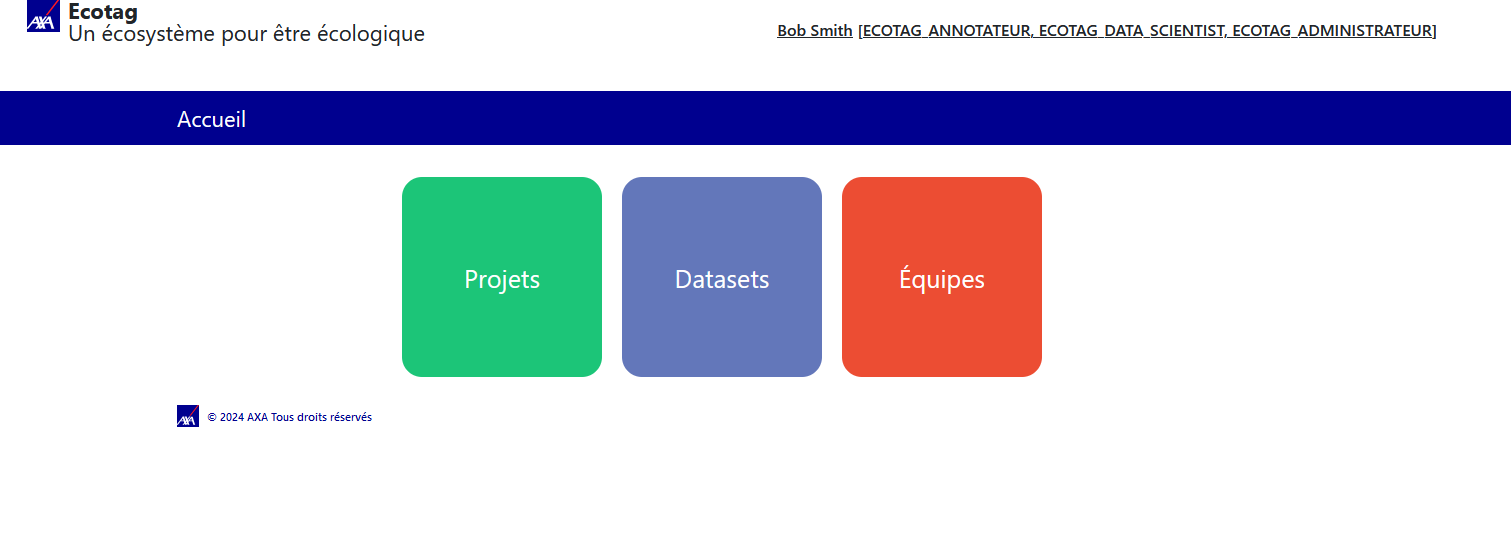 AXA
Ecotag
Un écosystème pour être écologique
Bob Smith [ECOTAG_ANNOTATEUR, ECOTAG_DATA_SCIENTIST, ECOTAG_ADMINISTRATEUR]
Accueil
Projets
Datasets
Équipes
AXA
© 2024 AXA Tous droits réservés